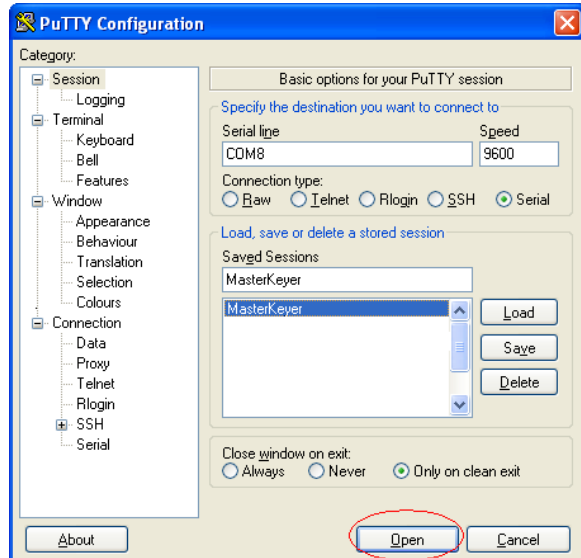 PuTTY Configuration
Category:
Session
Logging
Terminal
Keyboard
Bell
Features
Window
Appearance
Behaviour
Translation
Selection
Colours
Connection
Data
Proxy
Telnet
Rlogin
SSH
Serial
Basic options for your PuTTY session
Specify the destination you want to connect to
Serial line Speed
COM8 9600
Connection type:
Raw Telnet Rlogin SSH Serial
Load, save or delete a stored session
Saved Sessions
MasterKeyer
MasterKeyer
Load
Save
Delete
Close window on exit:
Always Never Only on clean exit
About Open Cancel